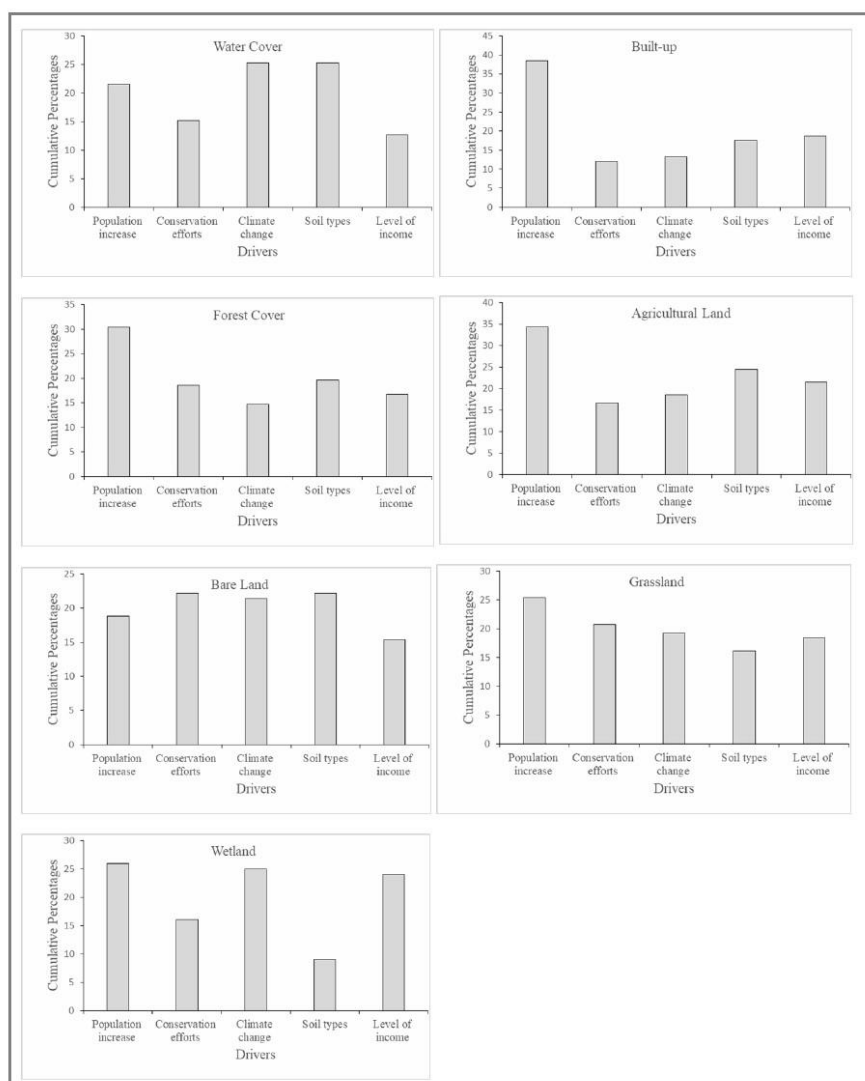 Water Cover
Cumulative Percentages
30
25
20
15
10
5
0
Population increase
Conservation efforts
Climate change
Soil types
Level of income
Drivers
Built-up
Cumulative Percentages
45
40
35
30
25
20
15
10
5
0
Population increase
Conservation efforts
Climate change
Soil types
Level of income
Drivers
Forest Cover
Cumulative Percentages
35
30
25
20
15
10
5
0
Population increase
Conservation efforts
Climate change
Soil types
Level of income
Drivers
Agricultural Land
Cumulative Percentages
40
35
30
25
20
15
10
5
0
Population increase
Conservation efforts
Climate change
Soil types
Level of income
Drivers
Bare Land
Cumulative Percentages
25
20
15
10
5
0
Population increase
Conservation efforts
Climate change
Soil types
Level of income
Drivers
Grassland
Cumulative Percentages
30
25
20
15
10
5
0
Population increase
Conservation efforts
Climate change
Soil types
Level of income
Drivers
Wetland
Cumulative Percentages
30
25
20
15
10
5
0
Population increase
Conservation efforts
Climate change
Soil types
Level of income
Drivers